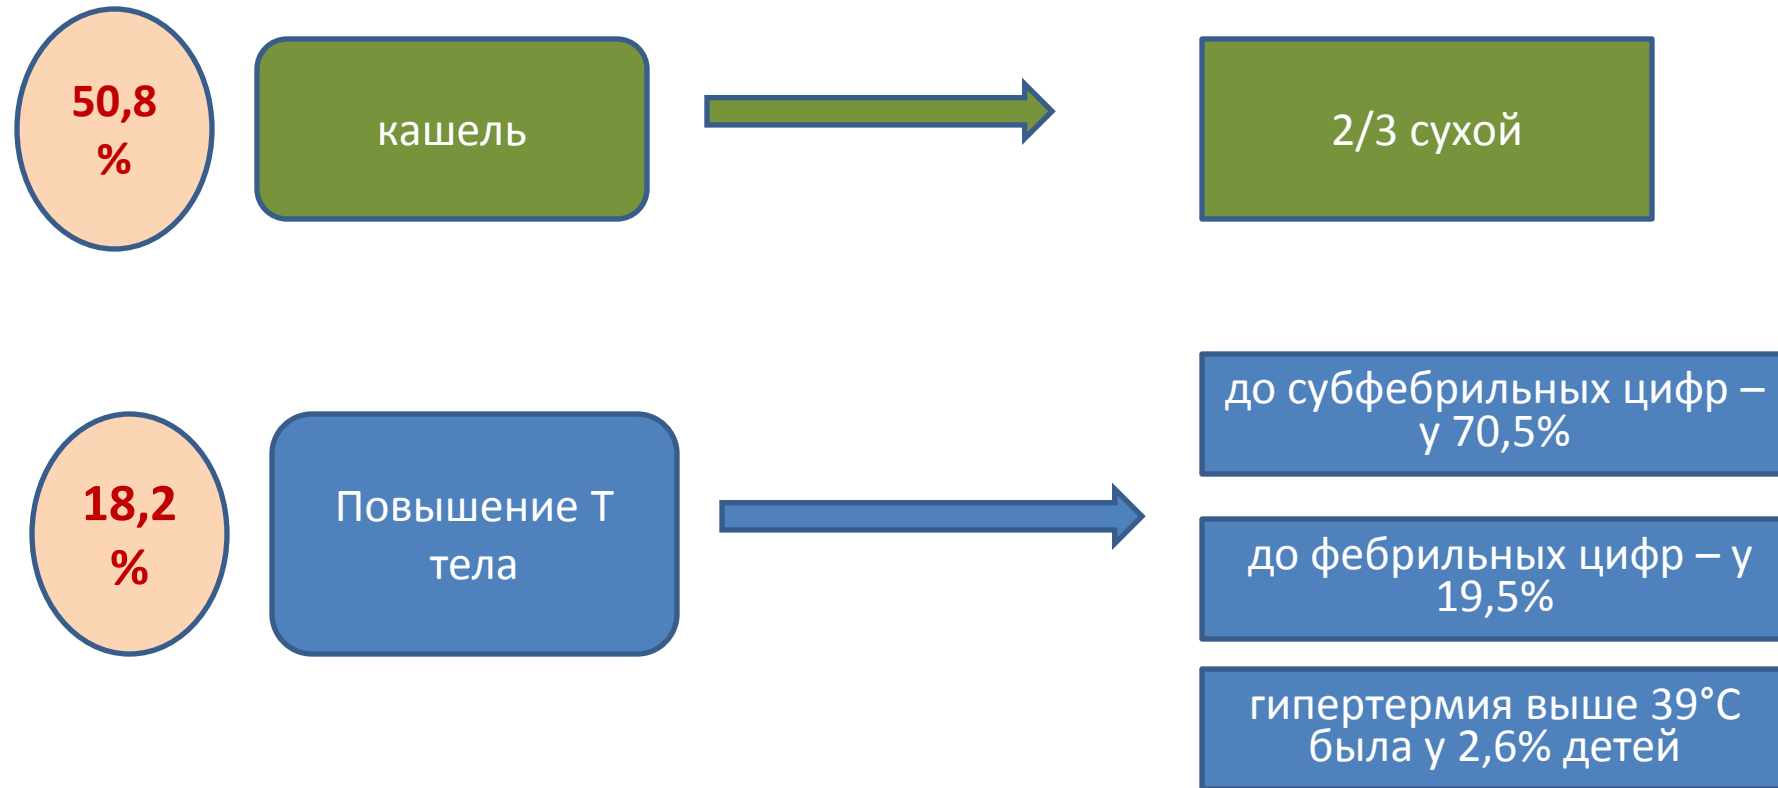 50,8
%
кашель
2/3 сухой
18,2
%
Повышение Т
тела
до субфебрильных цифр –
у 70,5%
до фебрильных цифр – у
19,5%
гипертермия выше 39°С
была у 2,6% детей